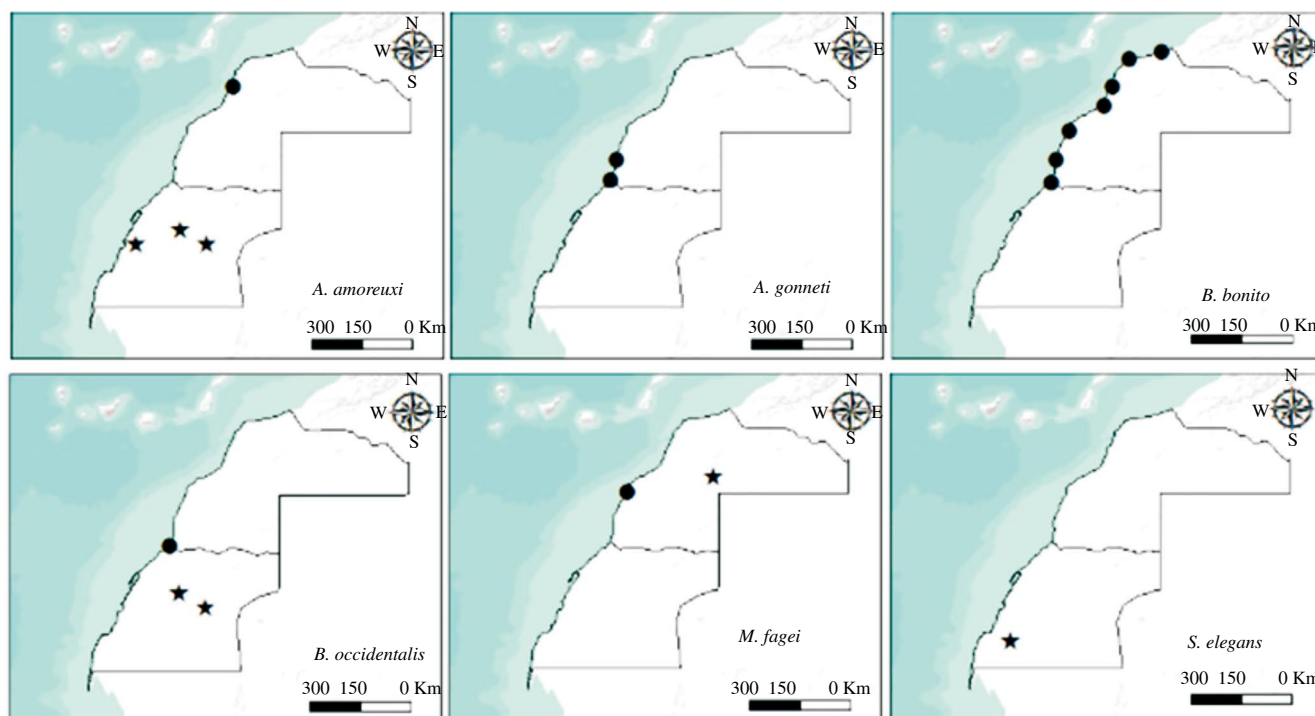 N
W E
S
A. amoreuxi
300 150 0 Km
N
W E
S
A. gonneti
300 150 0 Km
N
W
S
B. bonito
300 150 0 Km
N
W E
S
B. occidentalis
300 150 0 Km
N
W E
S
M. fagei
300 150 0 Km
N
W E
S
S. elegans
300 150 0 Km